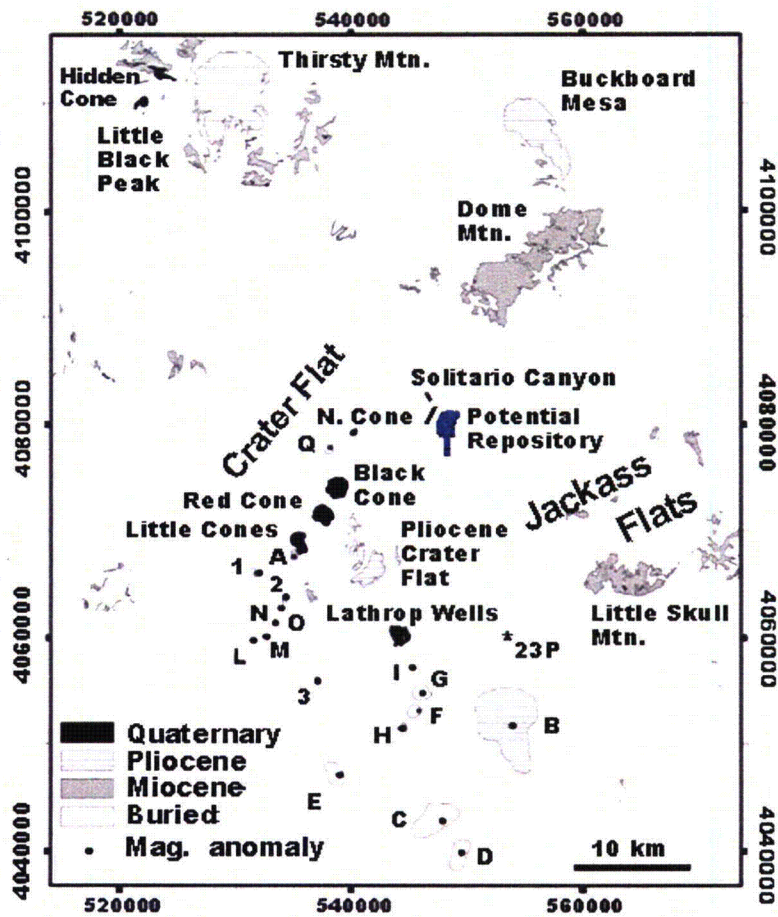 520000
540000
560000
Hidden
Cone
Thirsty Mtn.
Buckboard
Mesa
Little
Black
Peak
4100000
4100000
Dome
Mtn.
Crater Flat
Solitario Canyon
4080000
4080000
N. Cone
Potential
Repository
Q
Black
Cone
Jackass
Flats
Red Cone
Little Cones
A
Pliocene
Crater
Flat
1
2
N
O
Lathrop Wells
Little Skull
Mtn.
4060000
4060000
L
M
23P
3
I
G
F
H
B
Quaternary
Pliocene
Miocene
Buried
Mag. anomaly
E
C
D
4040000
4040000
10 km
520000
540000
560000